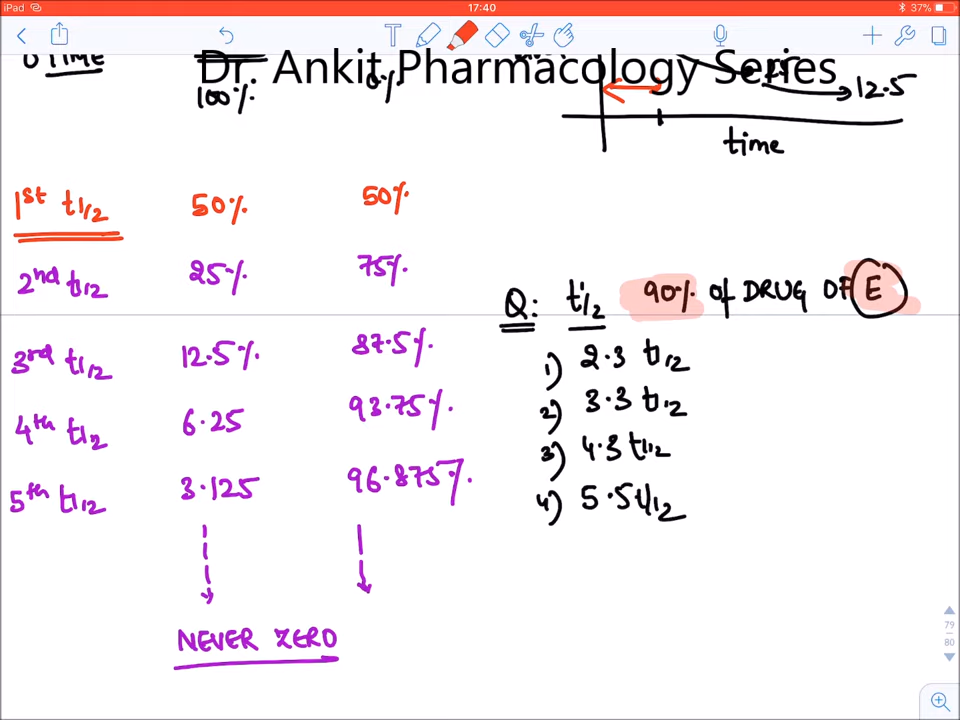 iPad 17:40 37%
0 TIME
Dr. Ankit Pharmacology Series
100% 0%
12.5
time
1st t1/2 50% 50%
2nd t1/2 25% 75%
3rd t1/2 12.5% 87.5%
4th t1/2 6.25 93.75%.
5th t1/2 3.125 96.875%.
NEVER ZERO
Q: t1/2 90% of DRUG OF E
1) 2.3 t1/2
2) 3.3 t1/2
3) 4.3 t1/2
4) 5.5 t1/2
79
80